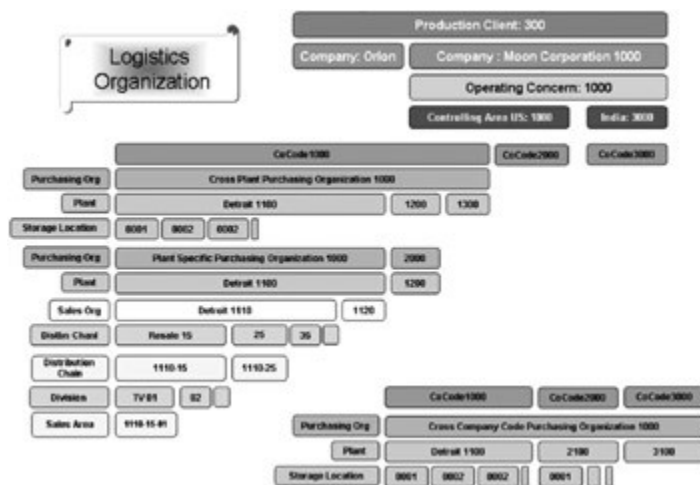 Logistics
Organization
Production Client: 300
Company: Orion
Company : Moon Corporation 1000
Operating Concern: 1000
Controlling Area US: 1000
India: 3000
CoCode1000
CoCode2000
CoCode3000
Purchasing Org
Cross Plant Purchasing Organization 1000
Plant
Detroit 1100
1200
1300
Storage Location
0001
0002
0002
Purchasing Org
Plant Specific Purchasing Organization 1000
2000
Plant
Detroit 1100
1200
Sales Org
Detroit 1110
1120
Distbn Chanl
Resale 15
25
35
Distribution
Chain
1110-15
1110-25
Division
TV 01
02
Sales Area
1110-15-01
CoCode1000
CoCode2000
CoCode3000
Purchasing Org
Cross Company Code Purchasing Organization 1000
Plant
Detroit 1100
2100
3100
Storage Location
0001
0002
0002
0001